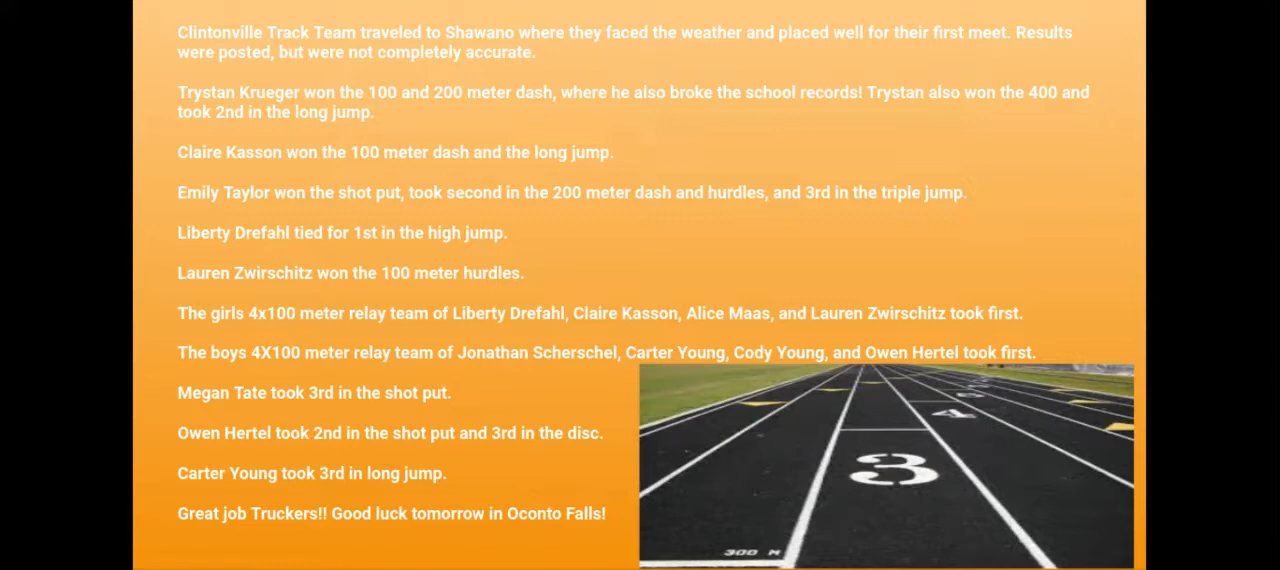 Clintonville Track Team traveled to Shawano where they faced the weather and placed well for their first meet. Results
were posted, but were not completely accurate.
Trystan Krueger won the 100 and 200 meter dash, where he also broke the school records! Trystan also won the 400 and
took 2nd in the long jump.
Claire Kasson won the 100 meter dash and the long jump.
Emily Taylor won the shot put, took second in the 200 meter dash and hurdles, and 3rd in the triple jump.
Liberty Drefahl tied for 1st in the high jump.
Lauren Zwirschitz won the 100 meter hurdles.
The girls 4x100 meter relay team of Liberty Drefahl, Claire Kasson, Alice Maas, and Lauren Zwirschitz took first.
The boys 4X100 meter relay team of Jonathan Scherschel, Carter Young, Cody Young, and Owen Hertel took first.
Megan Tate took 3rd in the shot put.
Owen Hertel took 2nd in the shot put and 3rd in the disc.
Carter Young took 3rd in long jump.
Great job Truckers!! Good luck tomorrow in Oconto Falls!
4
3
300 M